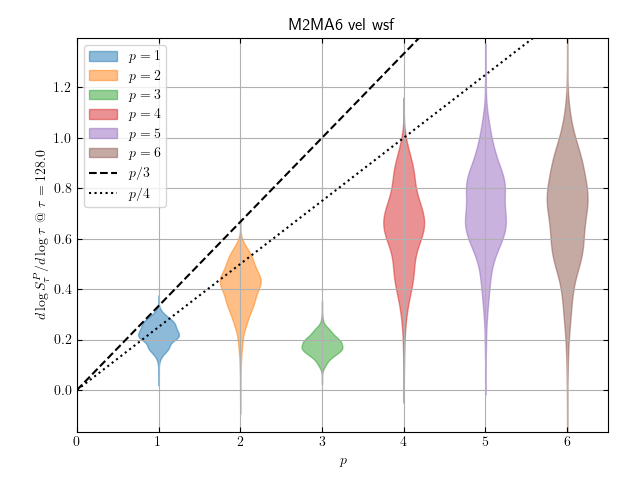 M2MA6 vel wsf
p = 1
p = 2
p = 3
p = 4
p = 5
p = 6
p/3
p/4
d log S_τ^P / d log τ @ τ = 128.0
1.2
1.0
0.8
0.6
0.4
0.2
0.0
0 1 2 3 4 5 6
p